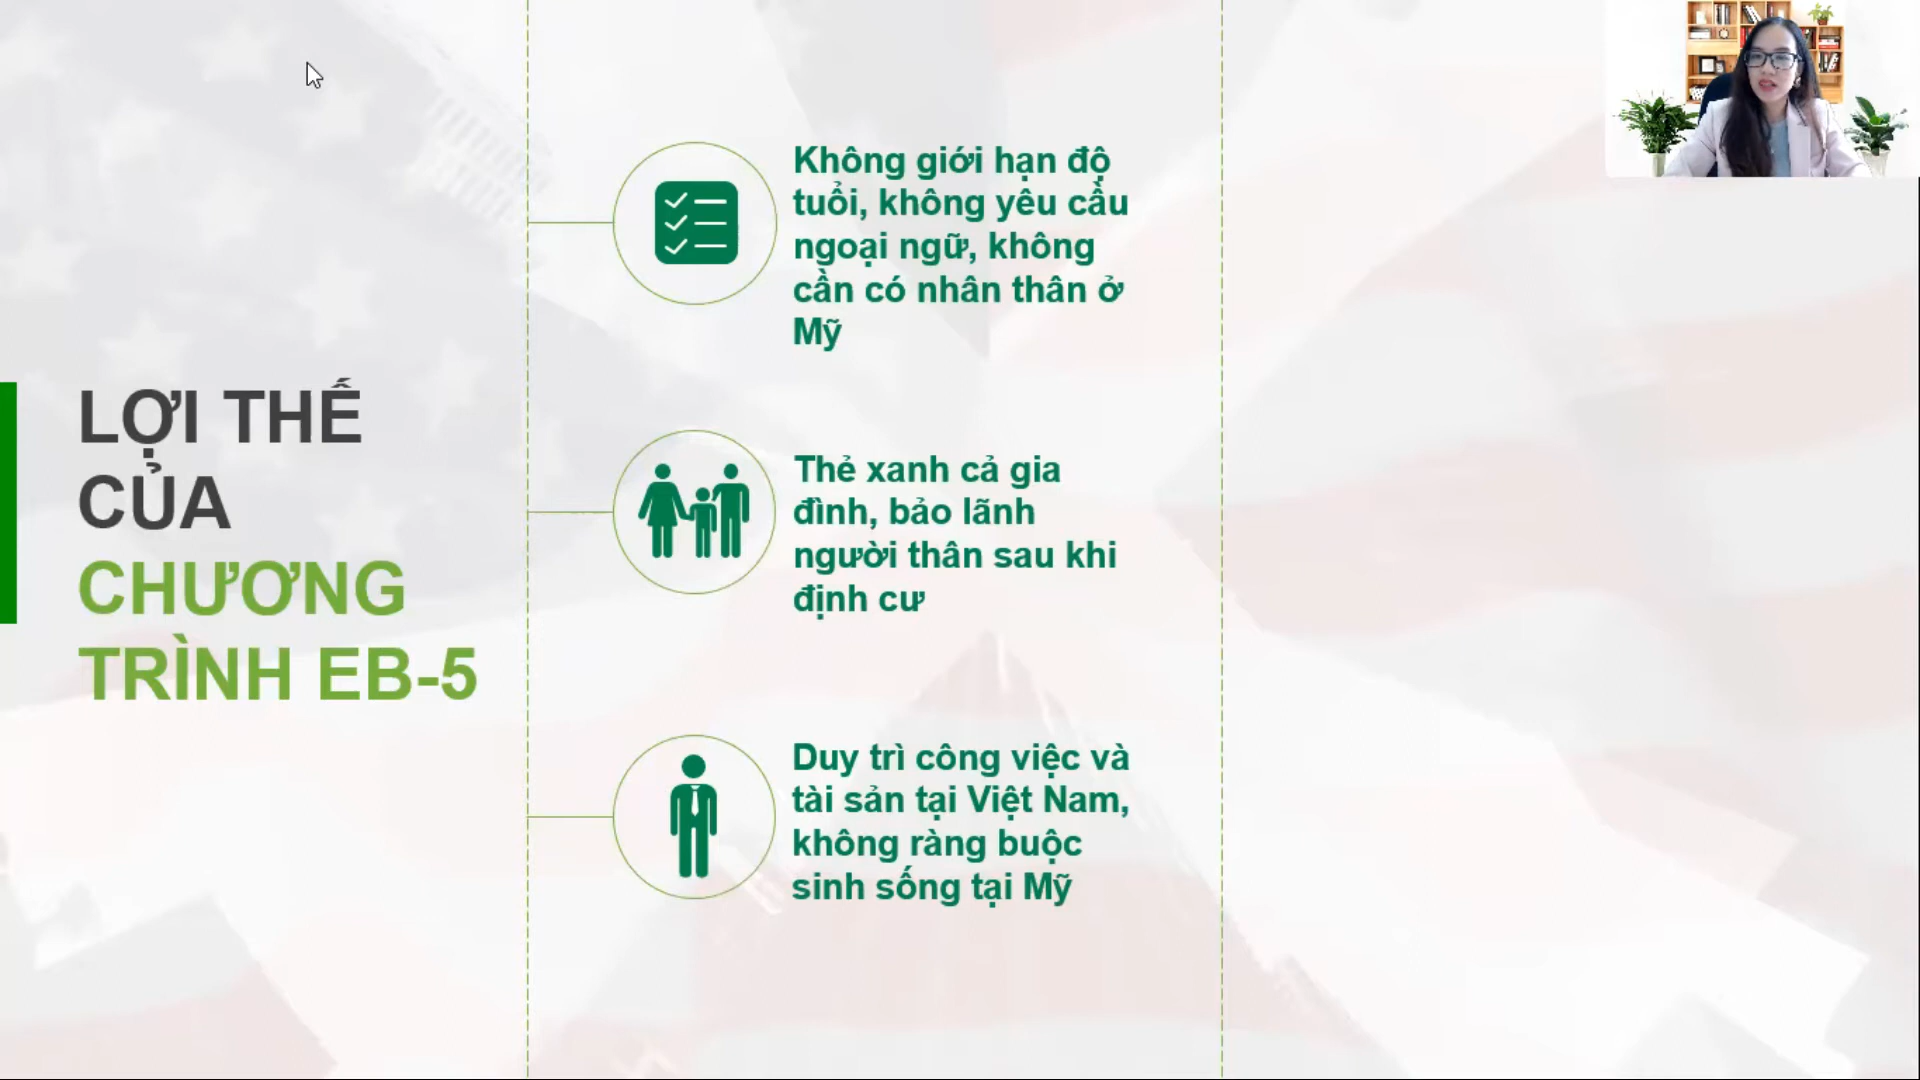 LỢI THẾ
CỦA
CHƯƠNG
TRÌNH EB-5
Không giới hạn độ
tuổi, không yêu cầu
ngoại ngữ, không
cần có nhân thân ở
Mỹ
Thẻ xanh cả gia
đình, bảo lãnh
người thân sau khi
định cư
Duy trì công việc và
tài sản tại Việt Nam,
không ràng buộc
sinh sống tại Mỹ